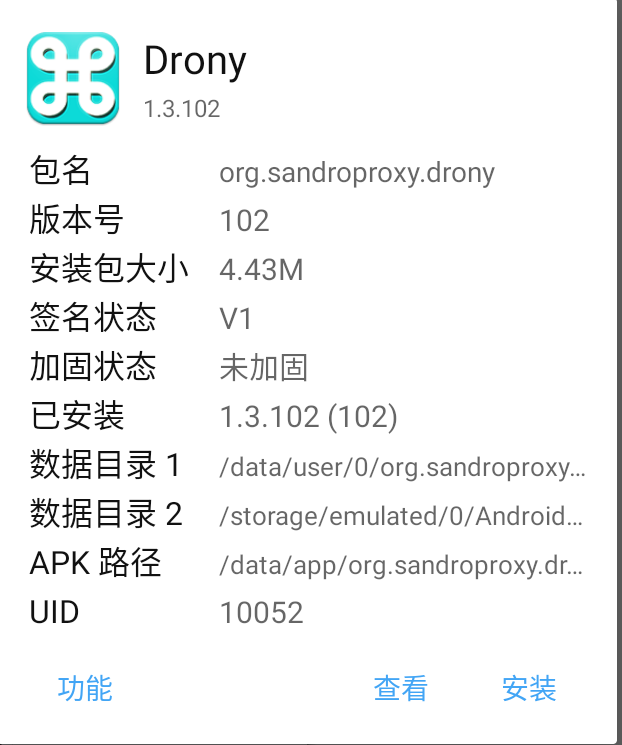 Drony
1.3.102
包名 org.sandroproxy.drony
版本号 102
安装包大小 4.43M
签名状态 V1
加固状态 未加固
已安装 1.3.102 (102)
数据目录 1 /data/user/0/org.sandroproxy…
数据目录 2 /storage/emulated/0/Android…
APK 路径 /data/app/org.sandroproxy.dr…
UID 10052
功能 查看 安装